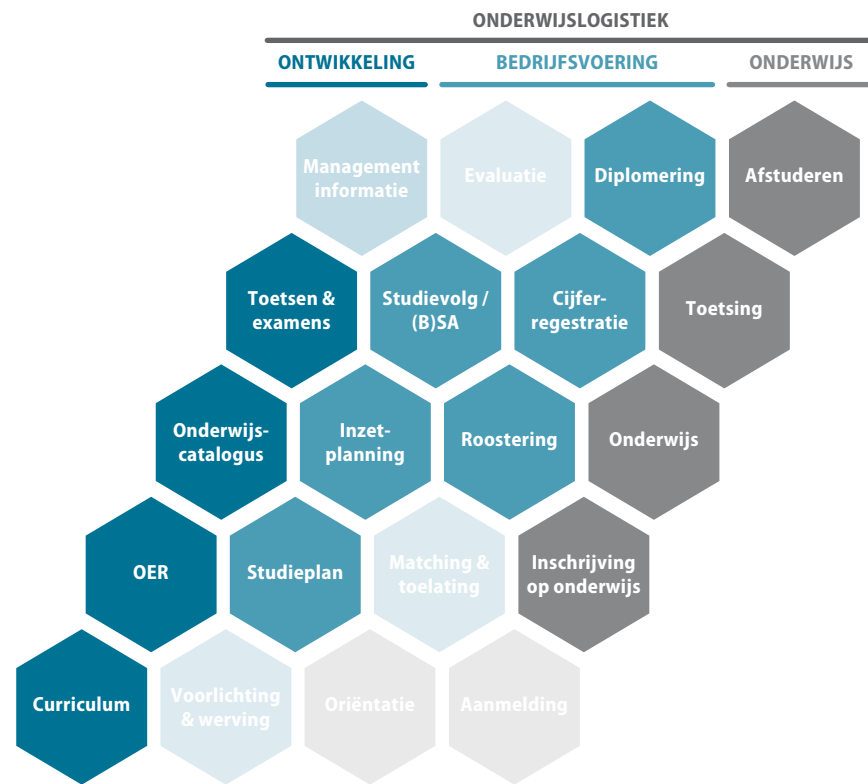 ONDERWIJSLOGISTIEK
ONTWIKKELING
BEDRIJFSVOERING
ONDERWIJS
Management
informatie
Evaluatie
Diplomering
Afstuderen
Toetsen &
examens
Studievolg /
(B)SA
Cijfer-
regestratie
Toetsing
Onderwijs-
catalogus
Inzet-
planning
Roostering
Onderwijs
OER
Studieplan
Matching &
toelating
Inschrijving
op onderwijs
Curriculum
Voorlichting
& werving
Oriëntatie
Aanmelding